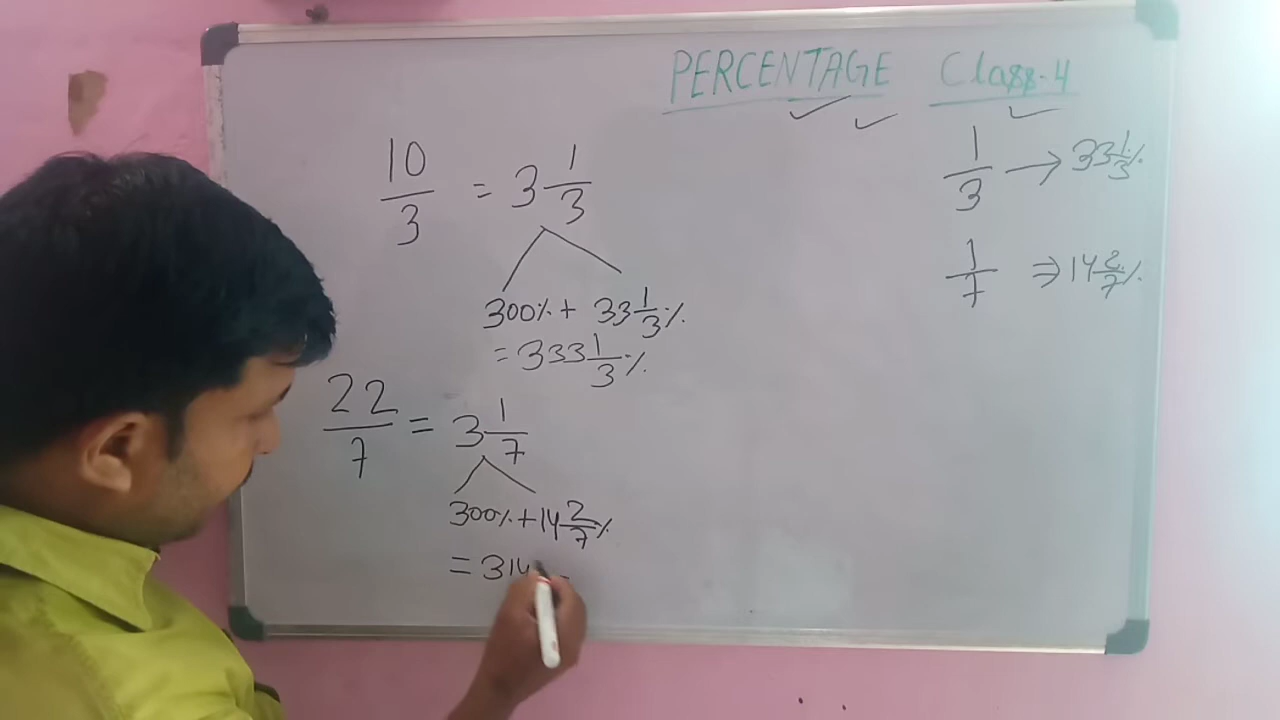 PERCENTAGE Class-4
10/3 = 3 1/3
300% + 33 1/3 %
= 333 1/3 %
22/7 = 3 1/7
300% + 14 2/7 %
= 314
1/3 → 33 1/3 %
1/7 ⇒ 14 2/7 %